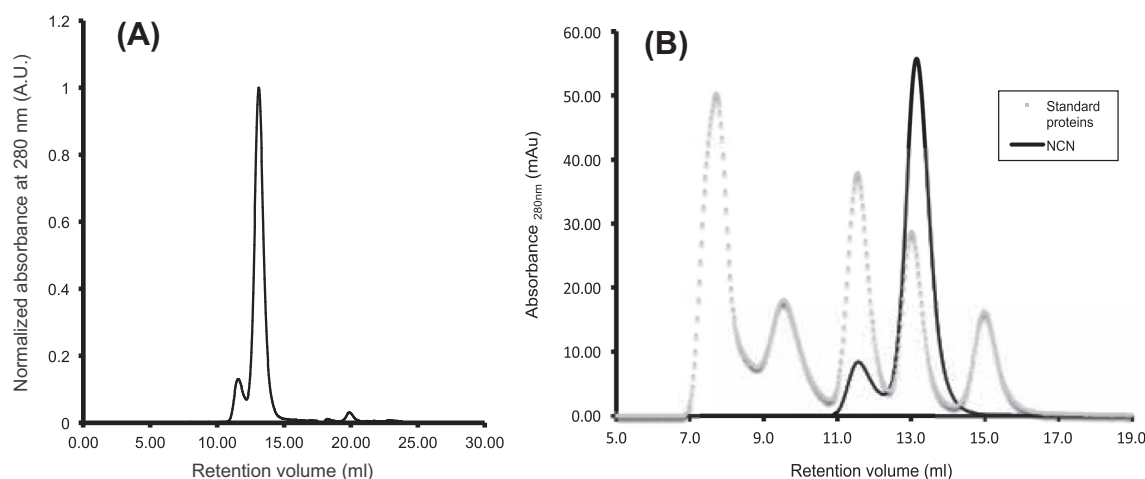 (A)
Normalized absorbance at 280 nm (A.U.)
1.2
1
0.8
0.6
0.4
0.2
0
0.00 5.00 10.00 15.00 20.00 25.00 30.00
Retention volume (ml)
(B)
Absorbance 280nm (mAu)
60.00
50.00
40.00
30.00
20.00
10.00
0.00
5.0 7.0 9.0 11.0 13.0 15.0 17.0 19.0
Retention volume (ml)
Standard
proteins
NCN